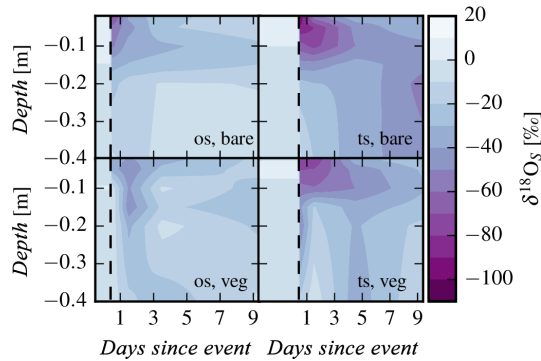 20
0
−20
−40
−60
−80
−100
δ¹⁸O_S [‰]
Depth [m]
−0.1
−0.2
−0.3
−0.4
os, bare
ts, bare
Depth [m]
−0.1
−0.2
−0.3
−0.4
os, veg
ts, veg
1 3 5 7 9 1 3 5 7 9
Days since event Days since event